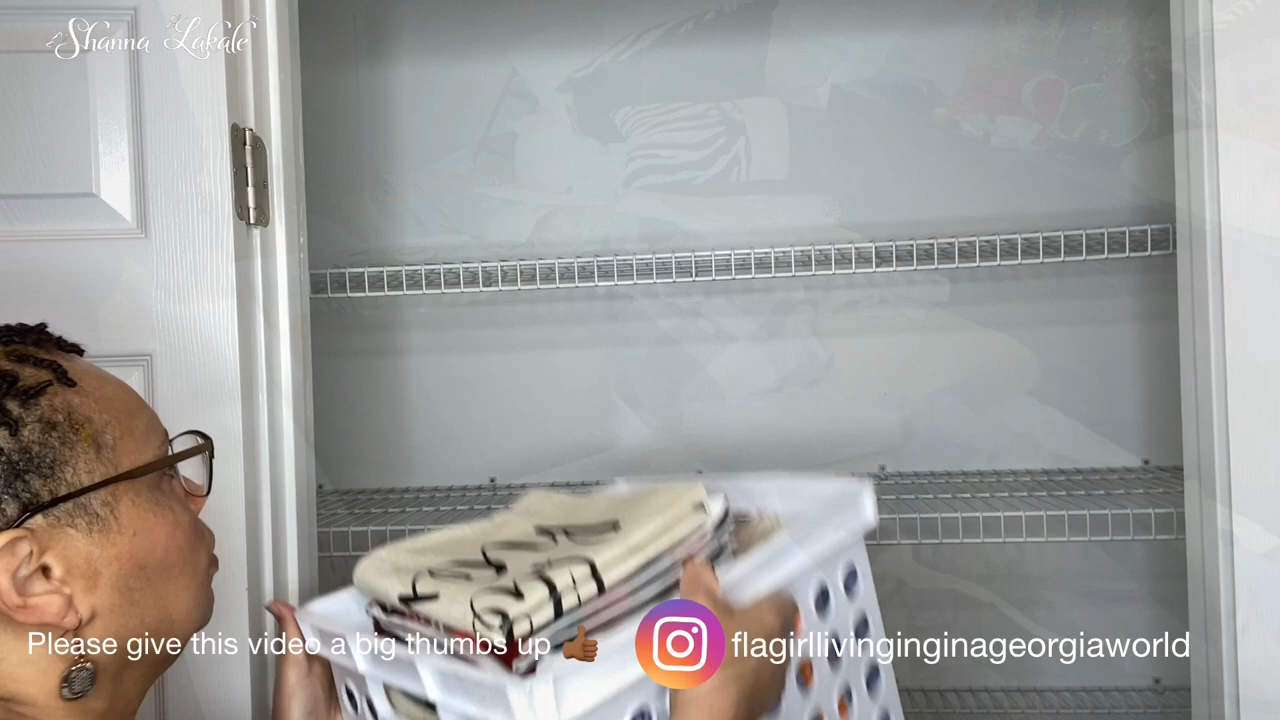 Shanna Lakale
Please give this video a big thumbs up 👍🏾
flagirllivinginginageorgiaworld